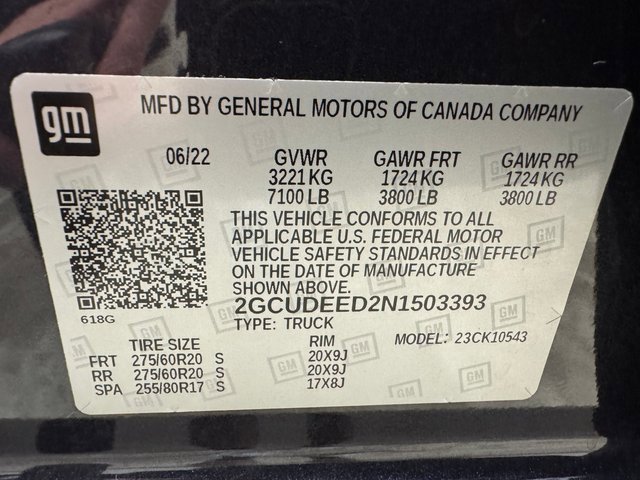 gm
MFD BY GENERAL MOTORS OF CANADA COMPANY
06/22 GVWR GAWR FRT GAWR RR
3221 KG 1724 KG 1724 KG
7100 LB 3800 LB 3800 LB
THIS VEHICLE CONFORMS TO ALL
APPLICABLE U.S. FEDERAL MOTOR
VEHICLE SAFETY STANDARDS IN EFFECT
ON THE DATE OF MANUFACTURE
SHOWN ABOVE.
2GCUDEED2N1503393
618G
TYPE: TRUCK MODEL: 23CK10543
TIRE SIZE RIM
FRT 275/60R20 S 20X9J
RR 275/60R20 S 20X9J
SPA 255/80R17 S 17X8J